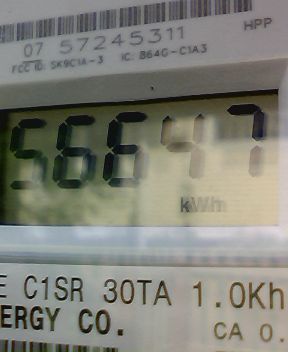 07 57245311
HPP
FCC ID: SK9C1A-3 IC: 864G-C1A3
56647
kWh
E C1SR 30TA 1.0Kh
ERGY CO.
CA 0.